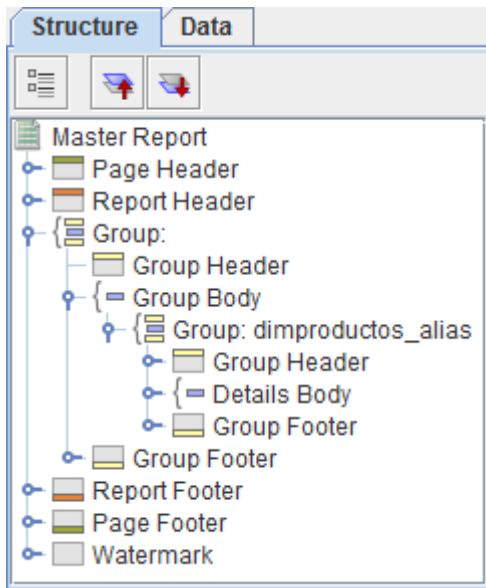 Structure Data
Master Report
Page Header
Report Header
Group:
Group Header
Group Body
Group: dimproductos_alias
Group Header
Details Body
Group Footer
Group Footer
Report Footer
Page Footer
Watermark